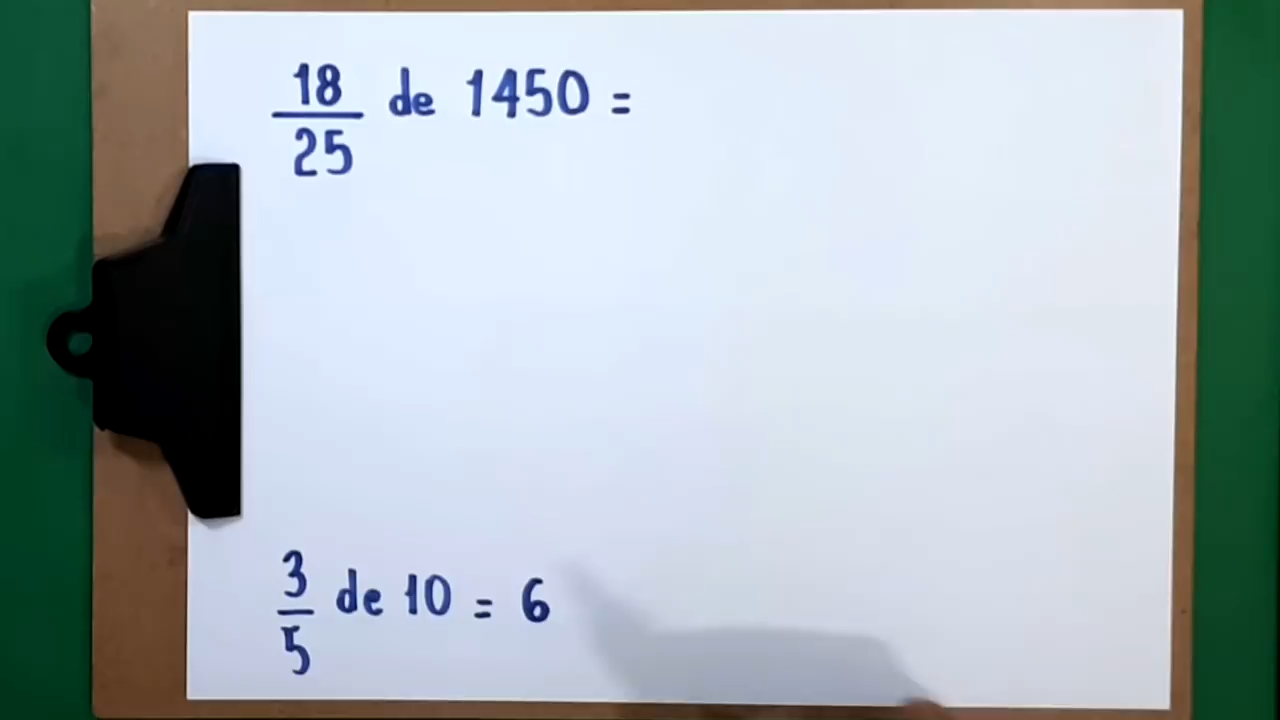 18/25 de 1450 =
3/5 de 10 = 6